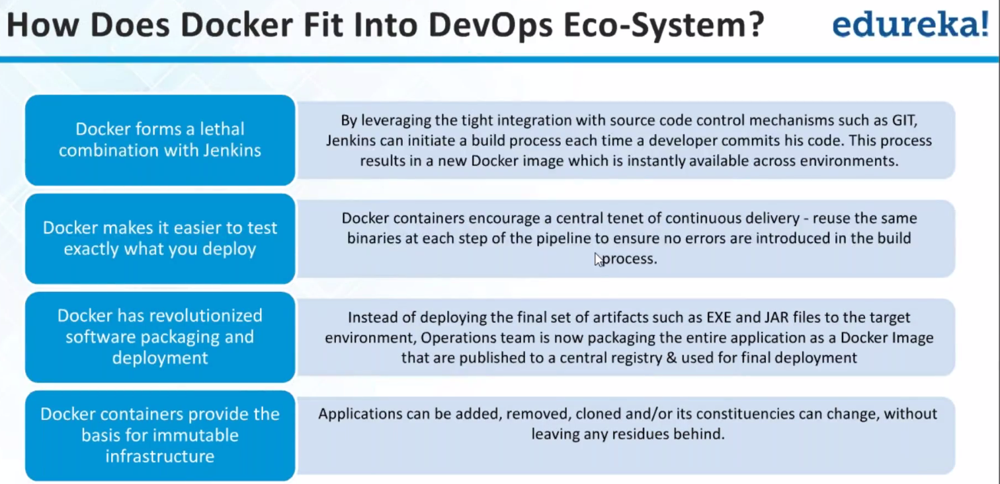 How Does Docker Fit Into DevOps Eco-System?
edureka!
Docker forms a lethal
combination with Jenkins
By leveraging the tight integration with source code control mechanisms such as GIT,
Jenkins can initiate a build process each time a developer commits his code. This process
results in a new Docker image which is instantly available across environments.
Docker makes it easier to test
exactly what you deploy
Docker containers encourage a central tenet of continuous delivery - reuse the same
binaries at each step of the pipeline to ensure no errors are introduced in the build
process.
Docker has revolutionized
software packaging and
deployment
Instead of deploying the final set of artifacts such as EXE and JAR files to the target
environment, Operations team is now packaging the entire application as a Docker Image
that are published to a central registry & used for final deployment
Docker containers provide the
basis for immutable
infrastructure
Applications can be added, removed, cloned and/or its constituencies can change, without
leaving any residues behind.